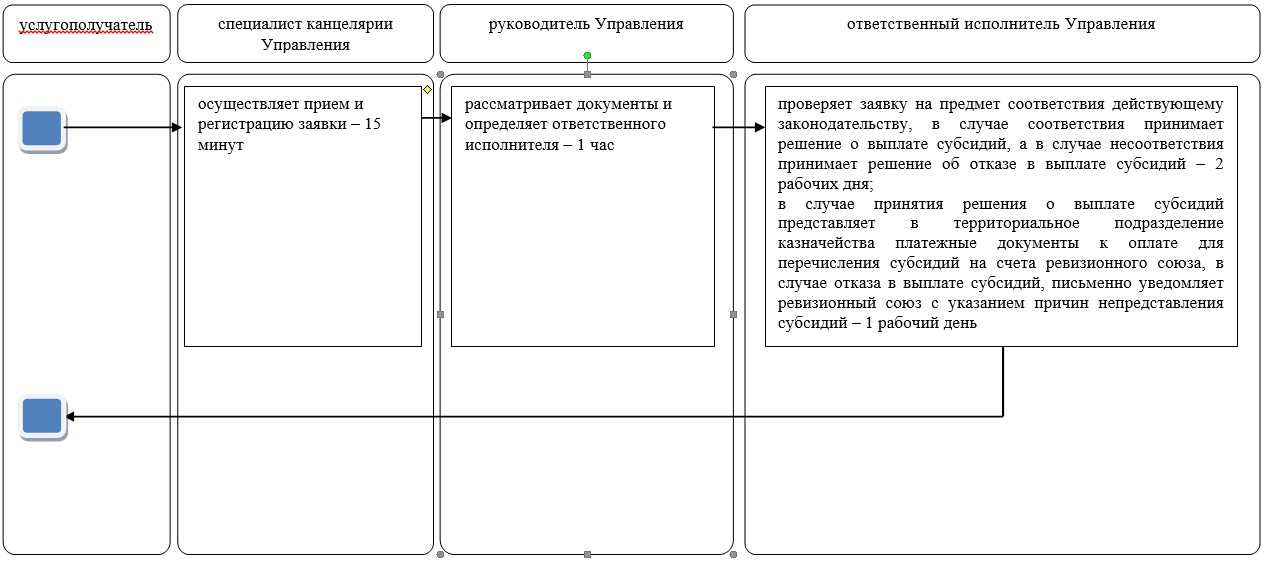 услугополучатель
специалист канцелярии
Управления
руководитель Управления
ответственный исполнитель Управления
осуществляет прием и
регистрацию заявки – 15
минут
рассматривает документы и
определяет ответственного
исполнителя – 1 час
проверяет заявку на предмет соответствия действующему
законодательству, в случае соответствия принимает
решение о выплате субсидий, а в случае несоответствия
принимает решение об отказе в выплате субсидий – 2
рабочих дня;
в случае принятия решения о выплате субсидий
представляет в территориальное подразделение
казначейства платежные документы к оплате для
перечисления субсидий на счета ревизионного союза, в
случае отказа в выплате субсидий, письменно уведомляет
ревизионный союз с указанием причин непредставления
субсидий – 1 рабочий день